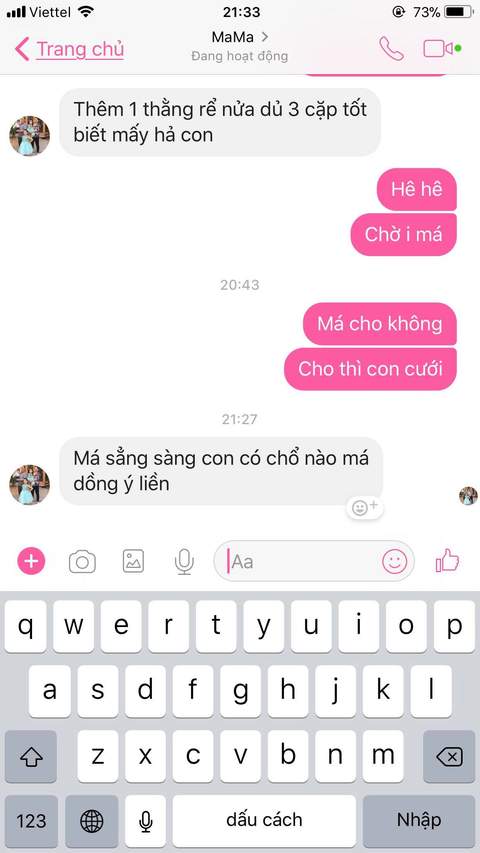 Viettel
21:33
73%
Trang chủ
MaMa
Đang hoạt động
Thêm 1 thằng rể nửa dủ 3 cặp tốt
biết mấy hả con
Hê hê
Chờ i má
20:43
Má cho không
Cho thì con cưới
21:27
Má sẳng sàng con có chổ nào má
dồng ý liền
Aa
q w e r t y u i o p
a s d f g h j k l
z x c v b n m
123
dấu cách
Nhập